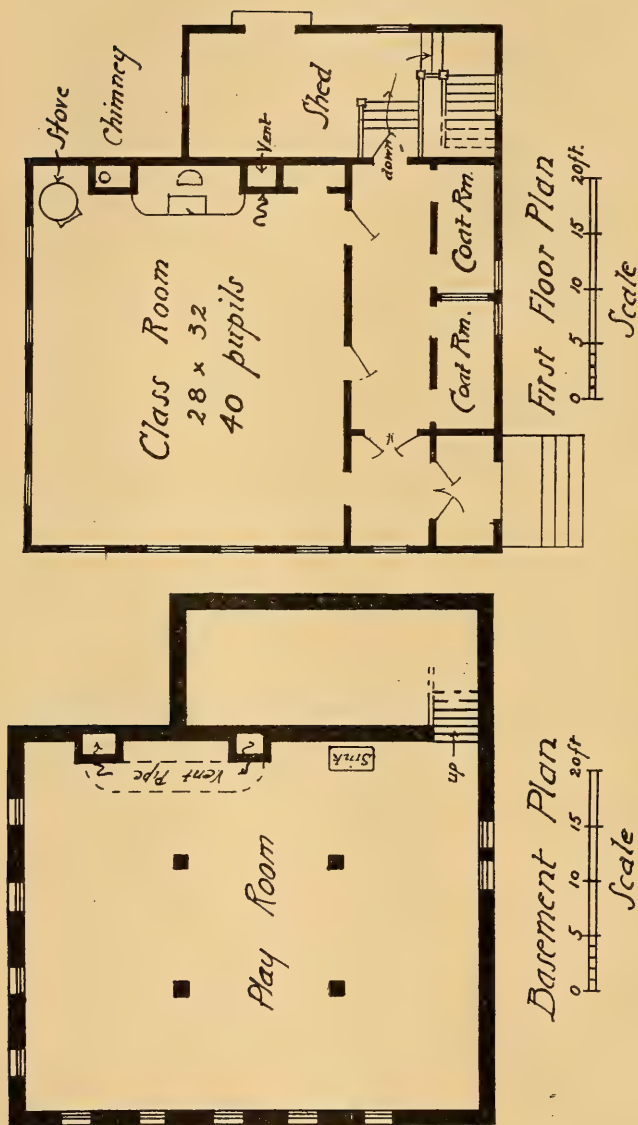 Stove
Chimney
Vent
Shed
down
Class Room
28 x 32
40 pupils
Coat Rm.
Coat Rm.
First Floor Plan
0 5 10 15 20ft.
Scale
Vent Pipe
Sink
up
Play Room
Basement Plan
0 5 10 15 20ft
Scale